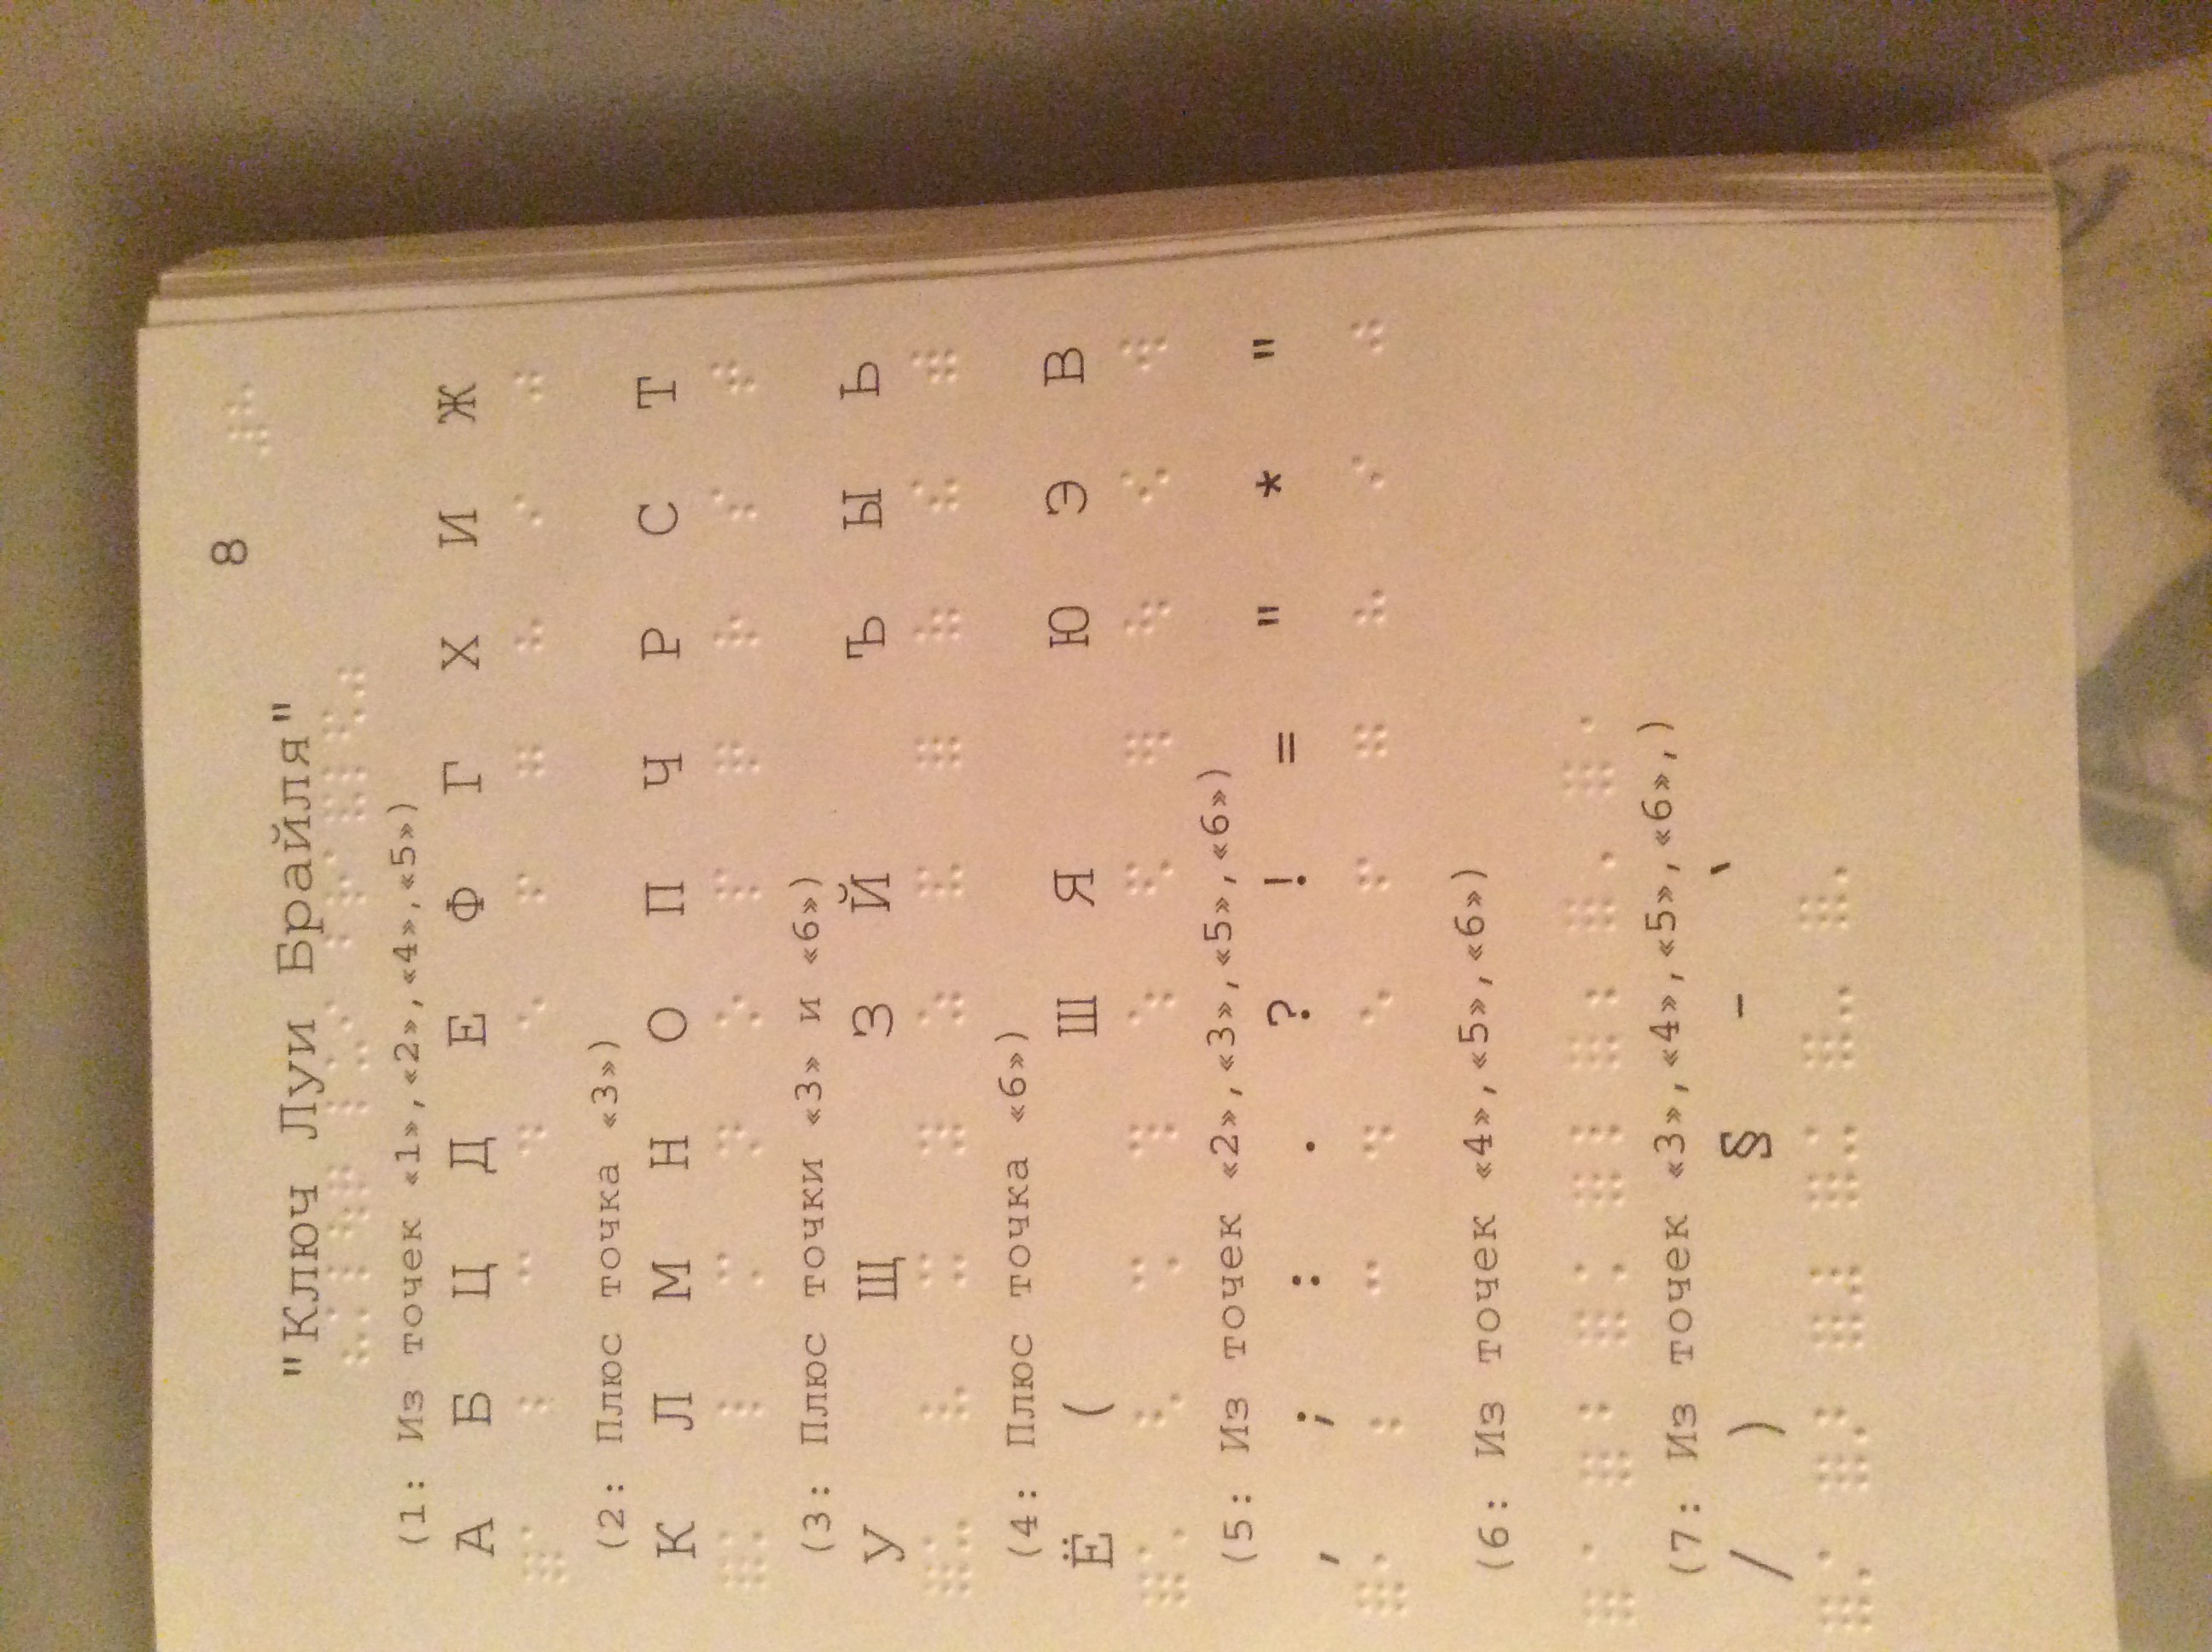 8
"Ключ Луи Брайля"
(1: Из точек «1»,«2»,«4»,«5»)
А Б Ц Д Е Ф Г Х И Ж
(2: Плюс точка «3»)
К Л М Н О П Ч Р С Т
(3: Плюс точки «3» и «6»)
У Щ З Й Ъ Ы Ь
(4: Плюс точка «6»)
Ё ( Ш Я Ю Э В
(5: Из точек «2»,«3»,«5»,«6»)
, ; : . ? ! = " * "
(6: Из точек «4»,«5»,«6»)
(7: Из точек «3»,«4»,«5»,«6»,)
/ ) § - ‘